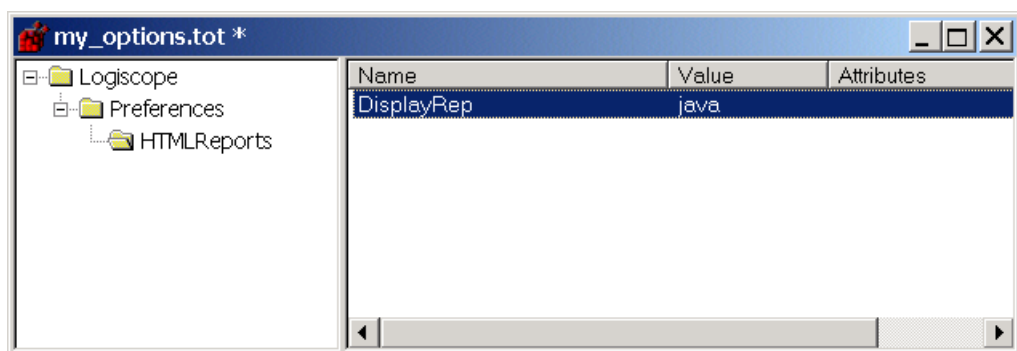 my_options.tot *
Logiscope
Preferences
HTMLReports
Name Value Attributes
DisplayRep java